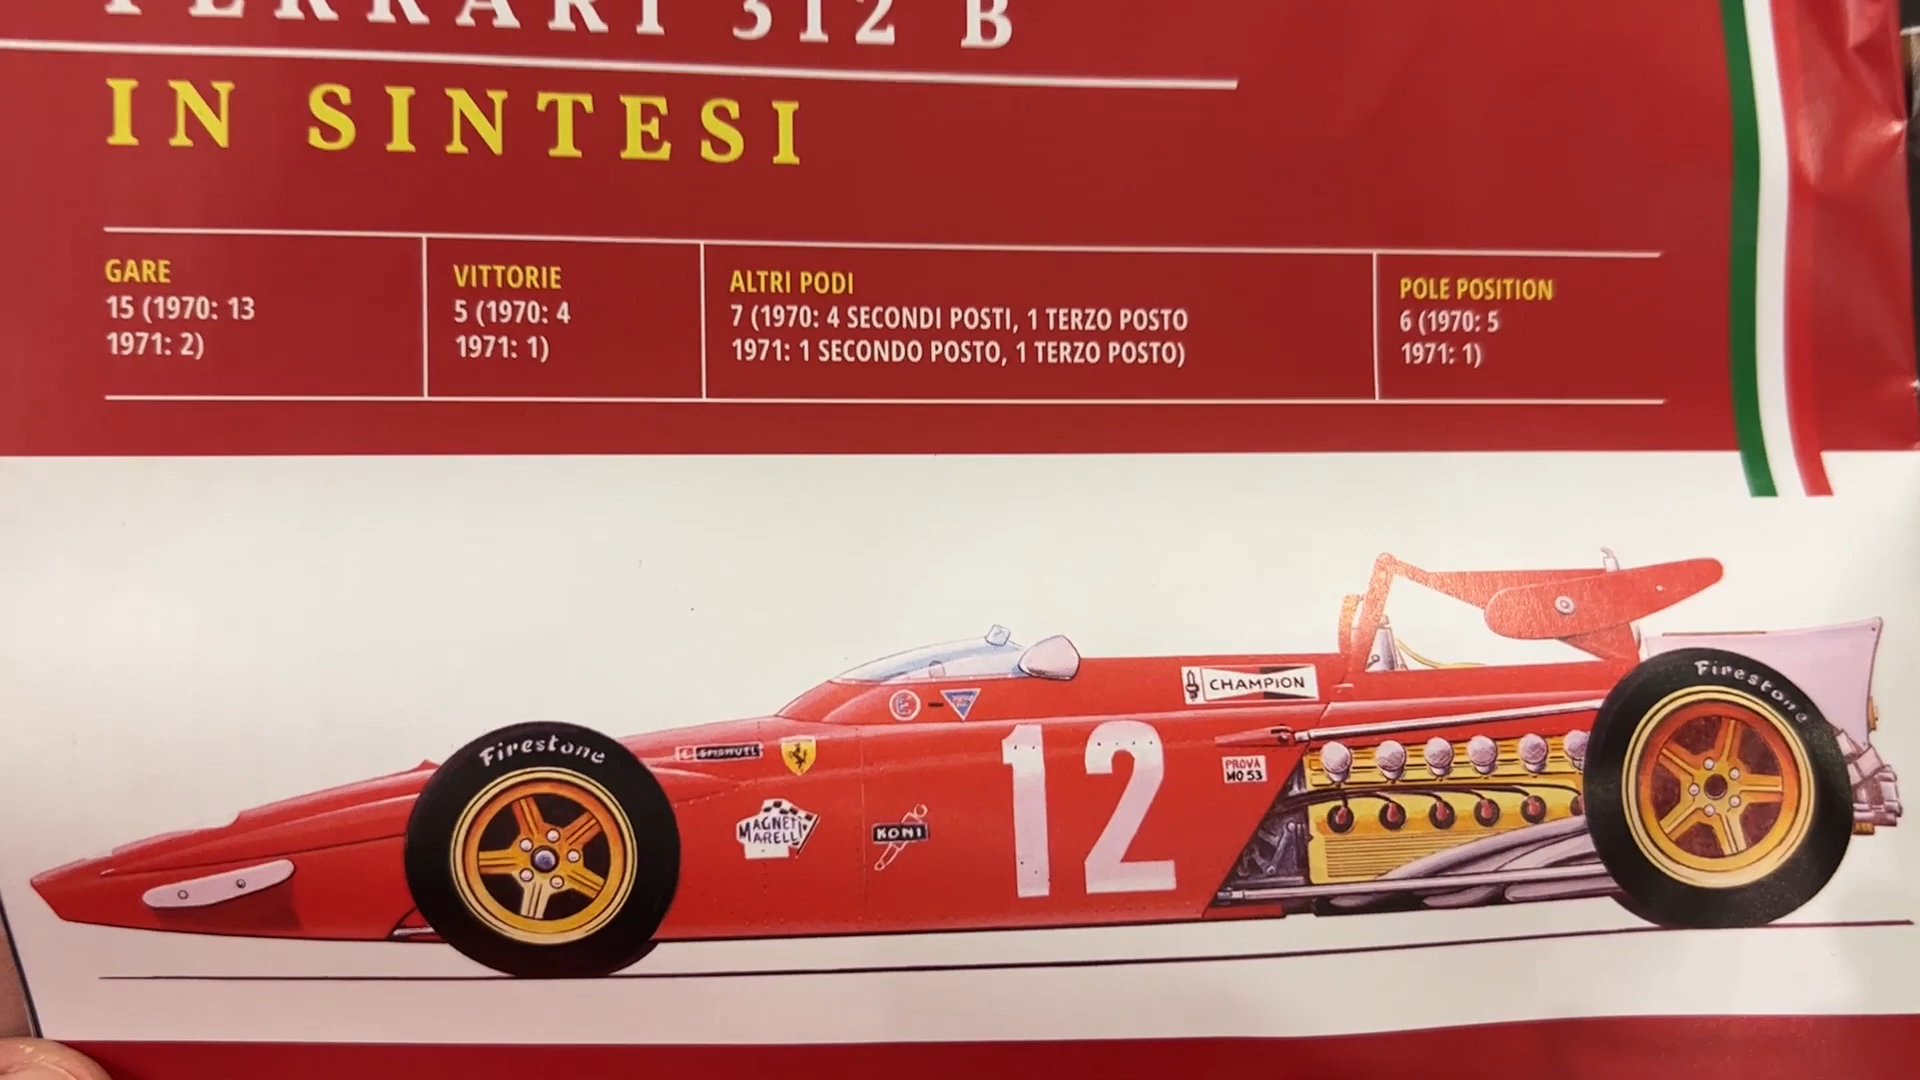 FERRARI 312 B
IN SINTESI
GARE
15 (1970: 13
1971: 2)
VITTORIE
5 (1970: 4
1971: 1)
ALTRI PODI
7 (1970: 4 SECONDI POSTI, 1 TERZO POSTO
1971: 1 SECONDO POSTO, 1 TERZO POSTO)
POLE POSITION
6 (1970: 5
1971: 1)
Firestone
CHAMPION
Firestone
12
PROVA
MO 53
MAGNETI
MARELLI
KONI